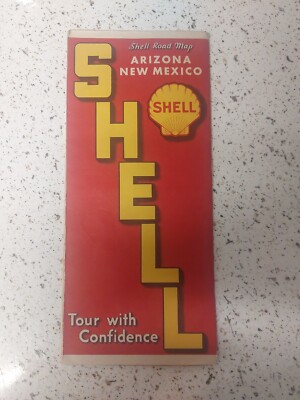 Shell Road Map
ARIZONA
NEW MEXICO
SHELL
SHELL
Tour with
Confidence